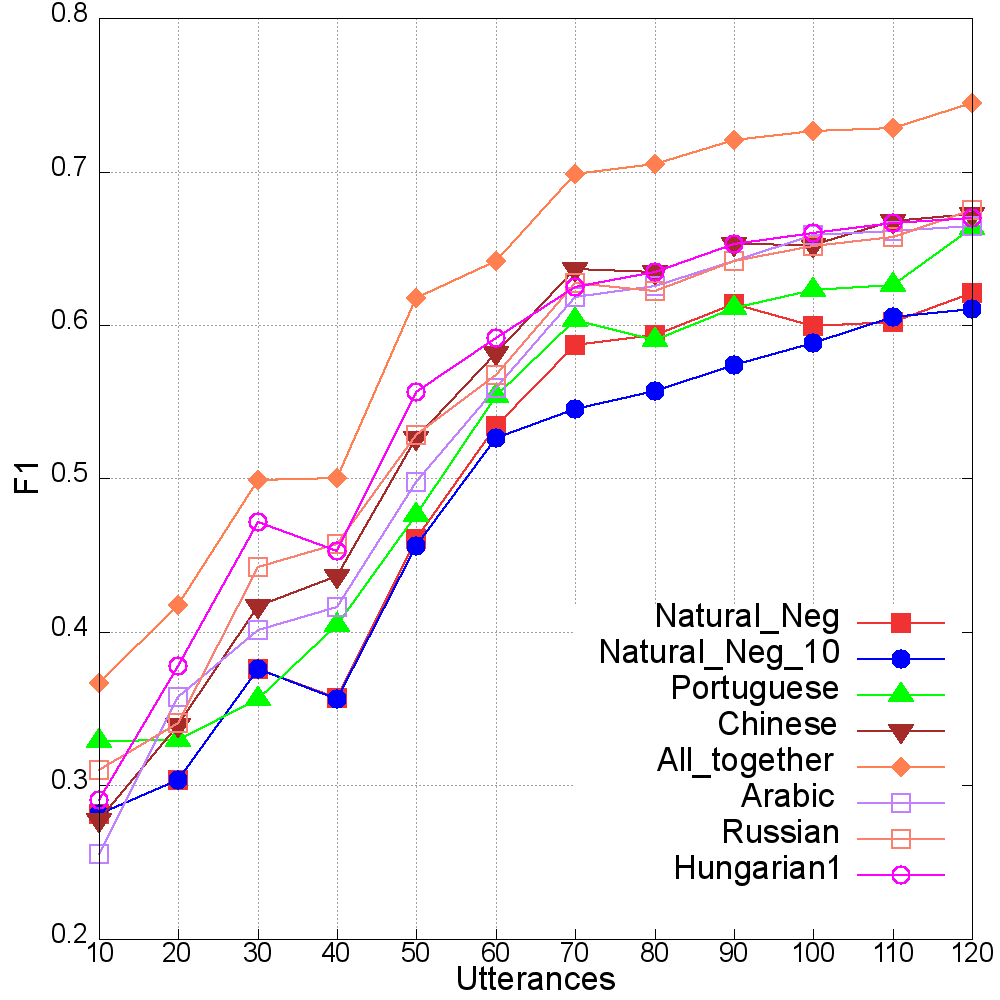 0.8
0.7
0.6
0.5
0.4
0.3
0.2
F1
Natural_Neg
Natural_Neg_10
Portuguese
Chinese
All_together
Arabic
Russian
Hungarian1
10 20 30 40 50 60 70 80 90 100 110 120
Utterances